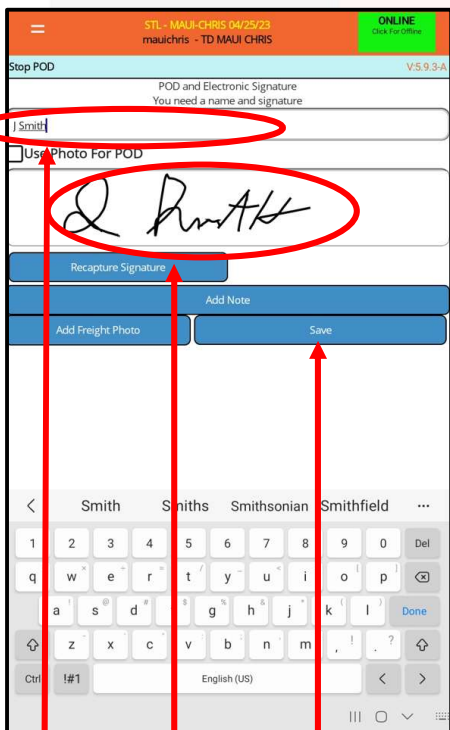 STL - MAUI-CHRIS 04/25/23
mauichris - TD MAUI CHRIS
ONLINE
Click For Offline
Stop POD
V:5.9.3-A
POD and Electronic Signature
You need a name and signature
J Smith
Use Photo For POD
J Smith
Recapture Signature
Add Note
Add Freight Photo
Save
Smith Smiths Smithsonian Smithfield ...
1 2 3 4 5 6 7 8 9 0 Del
q w e r t y u i o p
a s d f g h j k l Done
z x c v b n m , ! . ?
Ctrl !#1 English (US) < >